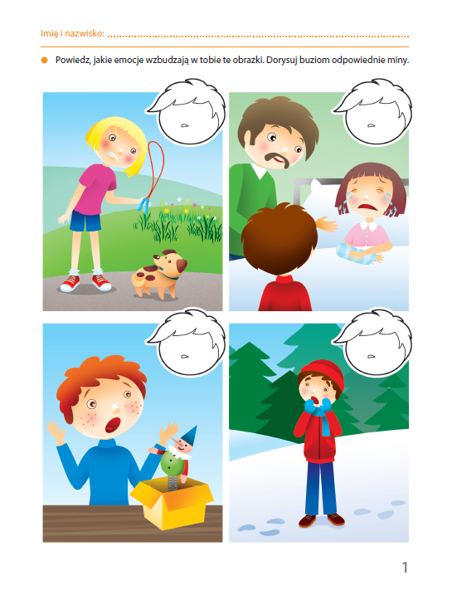 Imię i nazwisko: ................................................................
Powiedz, jakie emocje wzbudzają w tobie te obrazki. Dorysuj buziom odpowiednie miny.
1